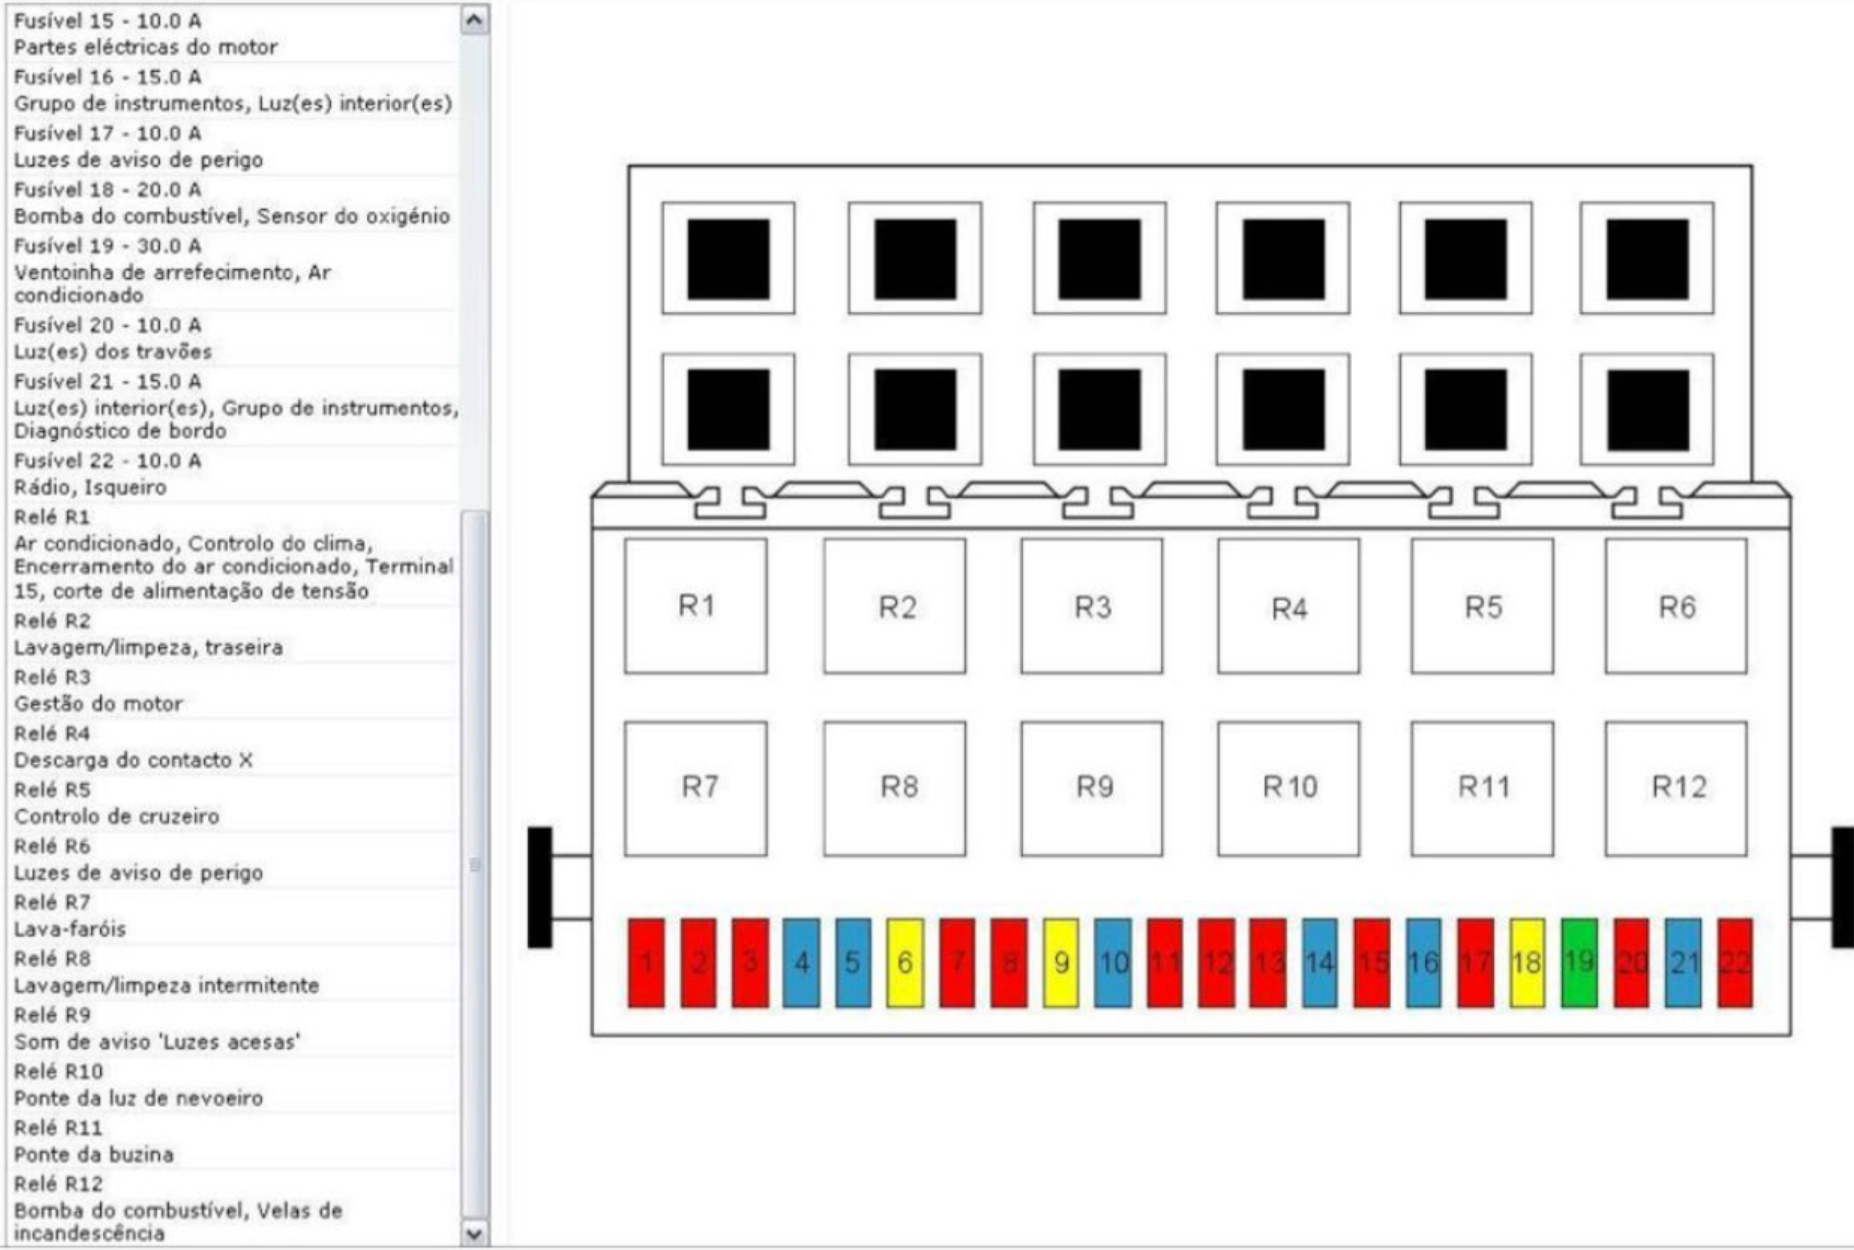 Fusível 15 - 10.0 A
Partes eléctricas do motor
Fusível 16 - 15.0 A
Grupo de instrumentos, Luz(es) interior(es)
Fusível 17 - 10.0 A
Luzes de aviso de perigo
Fusível 18 - 20.0 A
Bomba do combustível, Sensor do oxigénio
Fusível 19 - 30.0 A
Ventoinha de arrefecimento, Ar
condicionado
Fusível 20 - 10.0 A
Luz(es) dos travões
Fusível 21 - 15.0 A
Luz(es) interior(es), Grupo de instrumentos,
Diagnóstico de bordo
Fusível 22 - 10.0 A
Rádio, Isqueiro
Relé R1
Ar condicionado, Controlo do clima,
Encerramento do ar condicionado, Terminal
15, corte de alimentação de tensão
Relé R2
Lavagem/limpeza, traseira
Relé R3
Gestão do motor
Relé R4
Descarga do contacto X
Relé R5
Controlo de cruzeiro
Relé R6
Luzes de aviso de perigo
Relé R7
Lava-faróis
Relé R8
Lavagem/limpeza intermitente
Relé R9
Som de aviso 'Luzes acesas'
Relé R10
Ponte da luz de nevoeiro
Relé R11
Ponte da buzina
Relé R12
Bomba do combustível, Velas de
incandescência
R1 R2 R3 R4 R5 R6
R7 R8 R9 R10 R11 R12
1 2 3 4 5 6 7 8 9 10 11 12 13 14 15 16 17 18 19 20 21 22